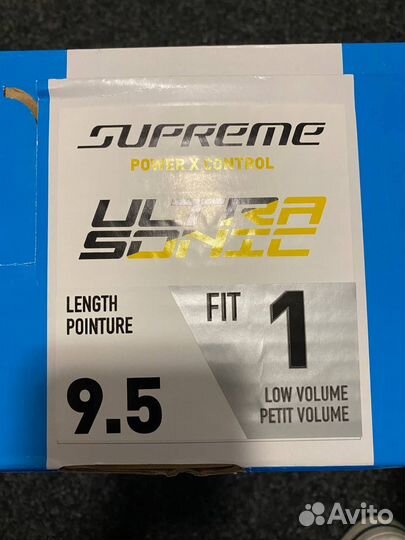 SUPREME
POWER X CONTROL
ULTRA
SONIC
LENGTH
POINTURE
9.5
FIT
1
LOW VOLUME
PETIT VOLUME
Avito